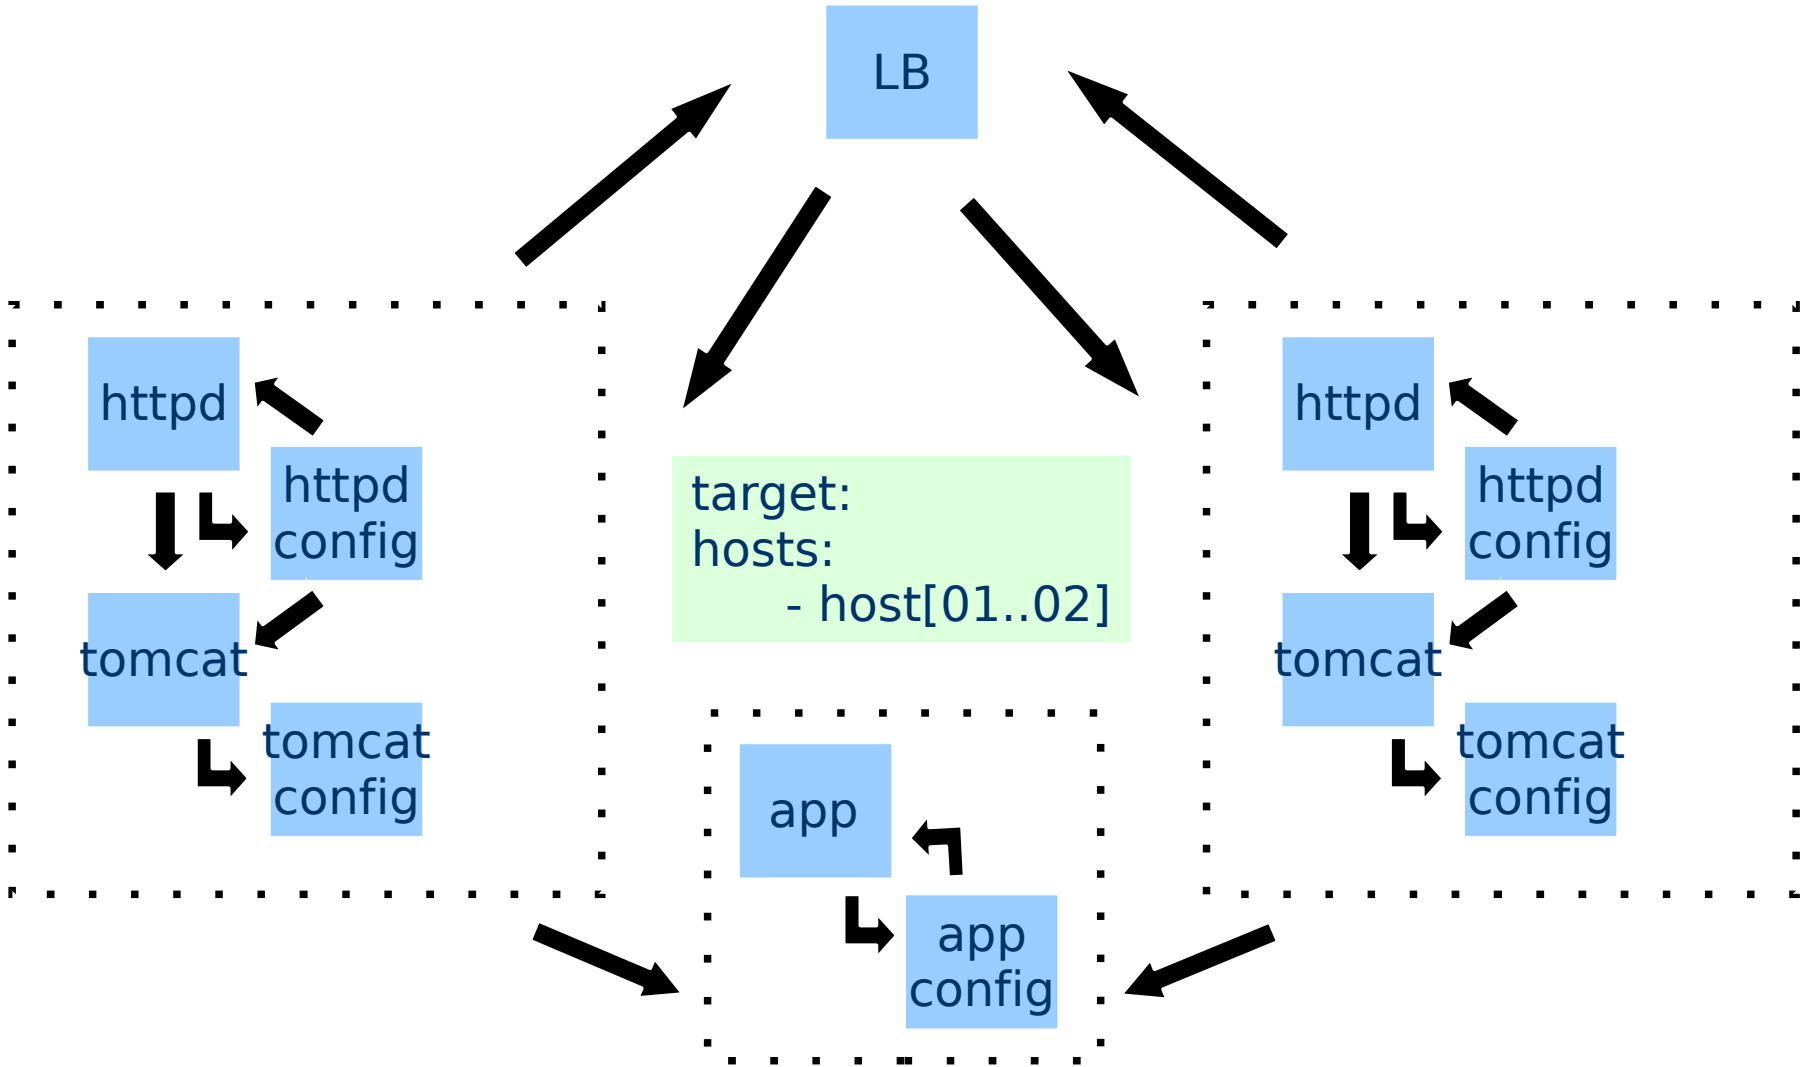 LB
httpd
httpd
config
tomcat
tomcat
config
target:
hosts:
- host[01..02]
app
app
config
httpd
httpd
config
tomcat
tomcat
config